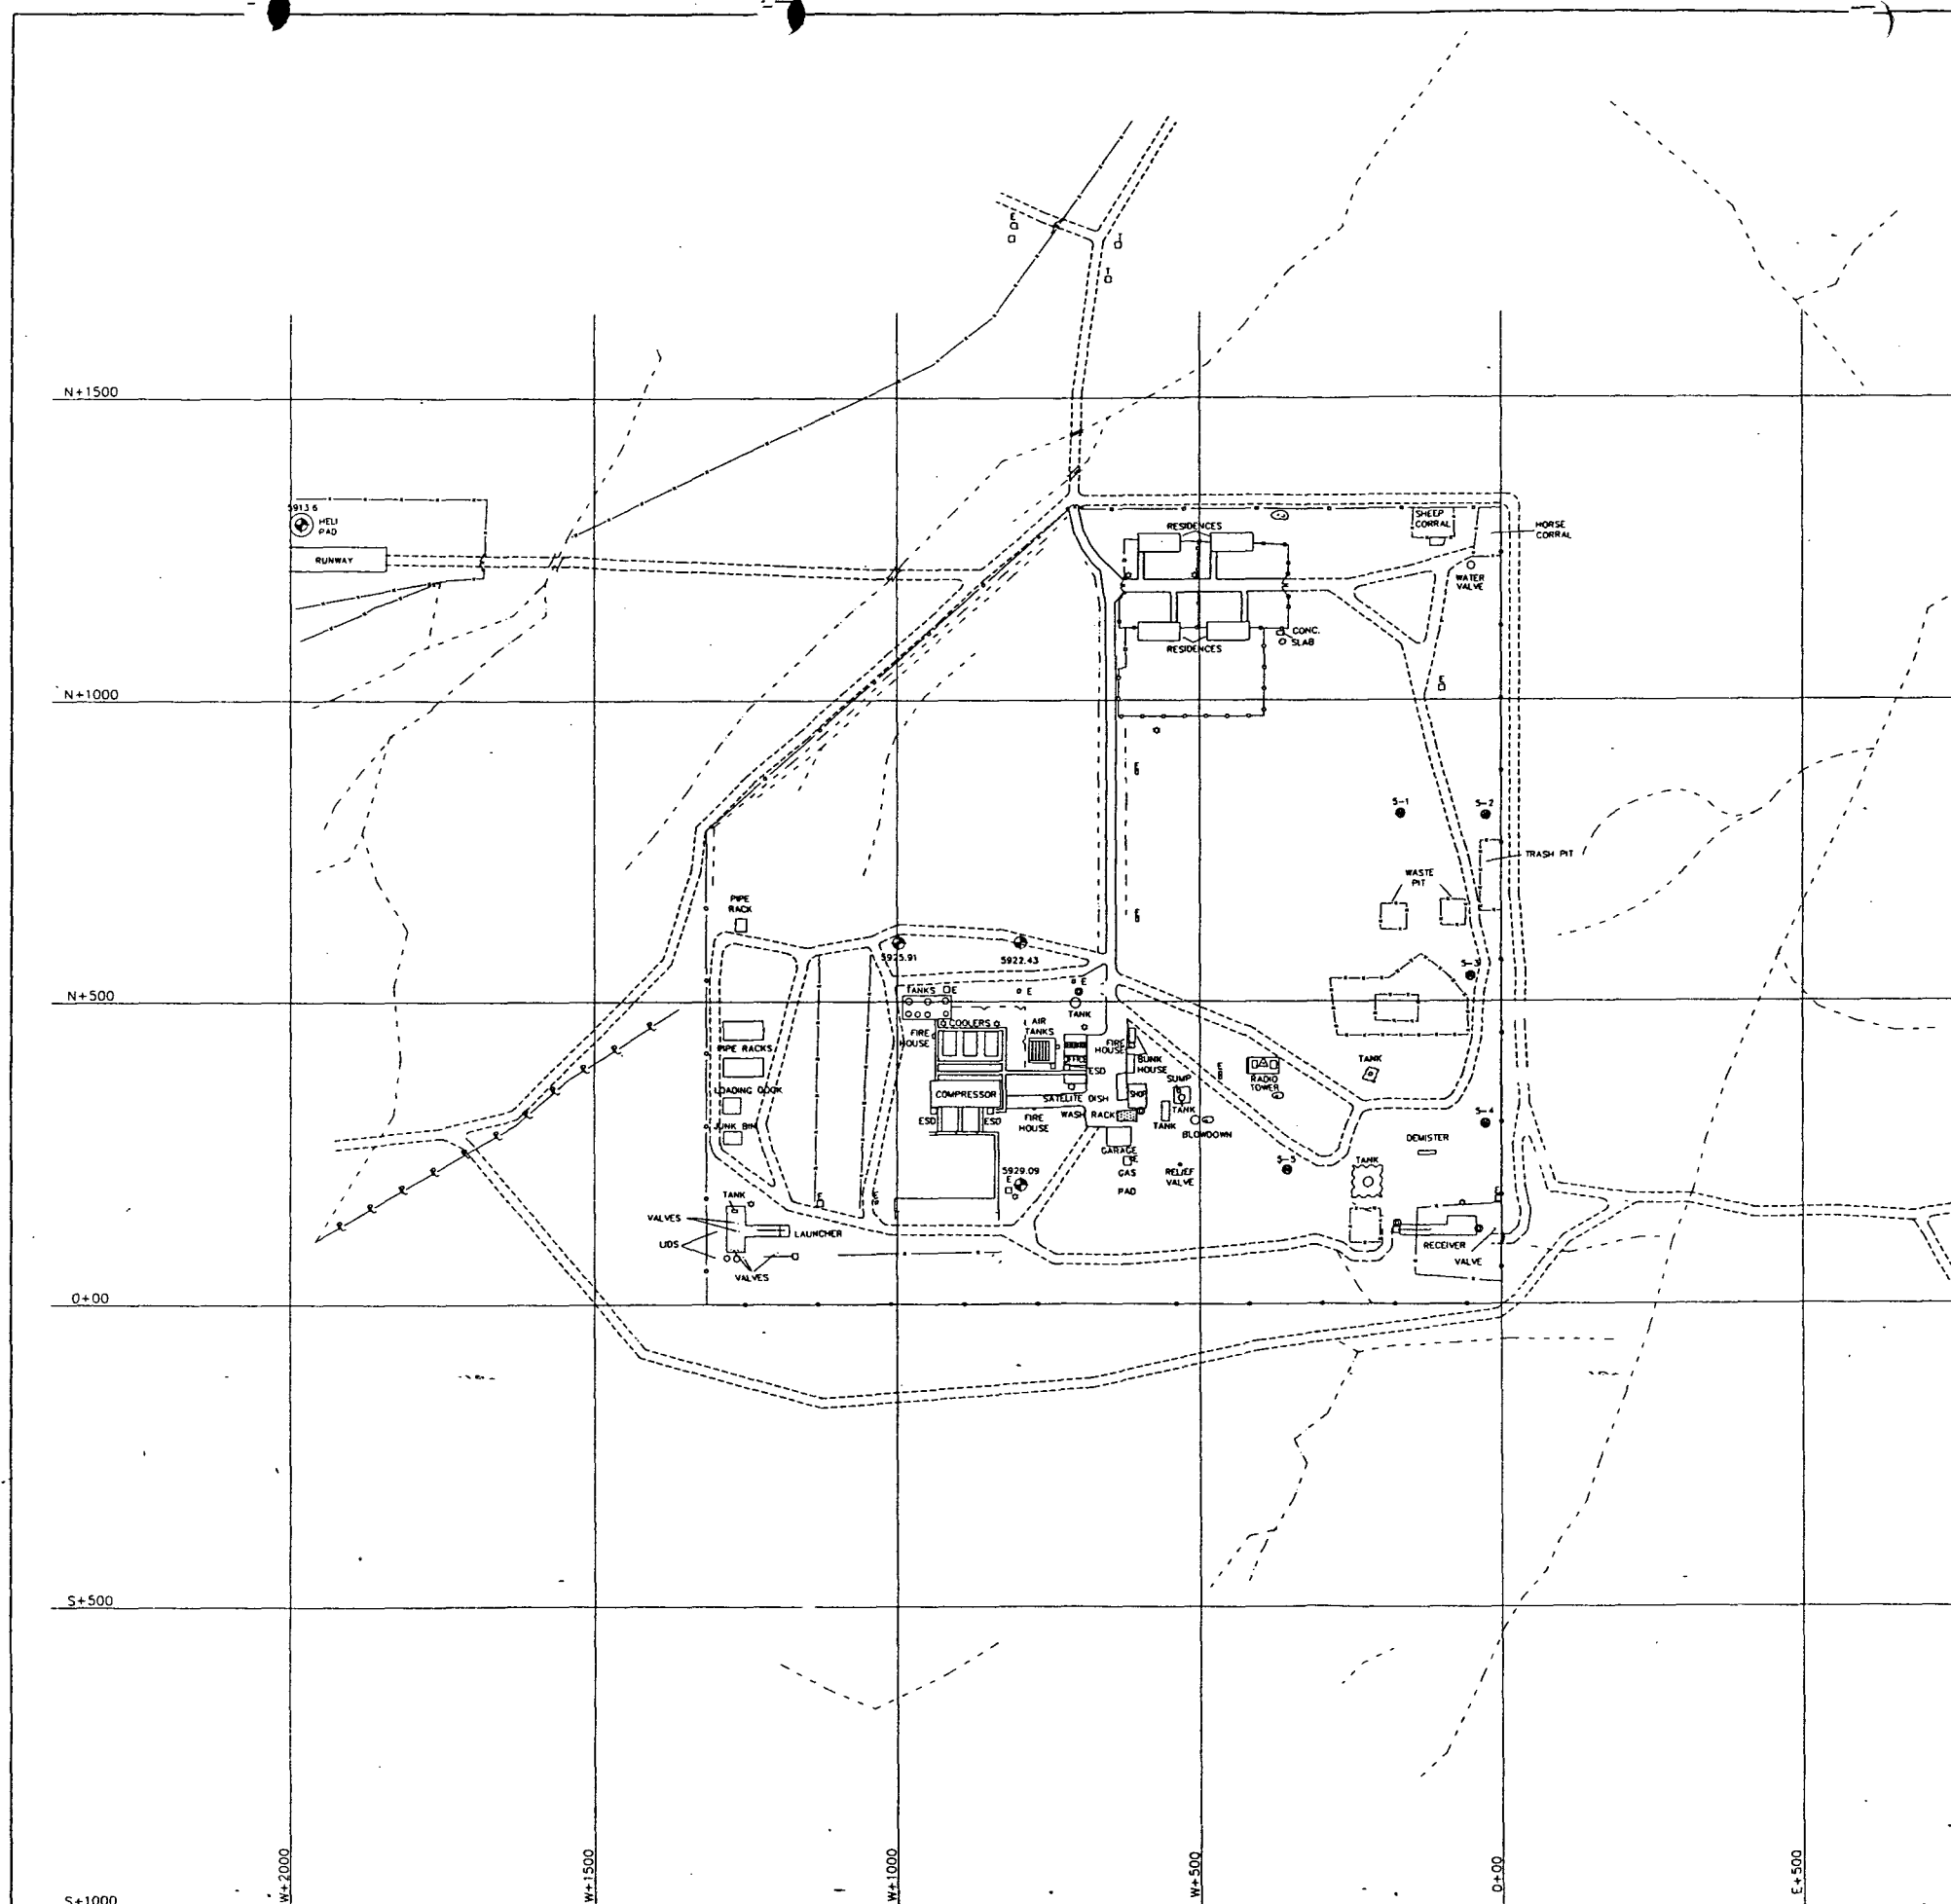 E
T
T
N+1500
5913.6
HELI
PAD
RUNWAY
RESIDENCES
SHEEP
CORRAL
HORSE
CORRAL
WATER
VALVE
CONC.
SLAB
RESIDENCES
E
N+1000
E
S-1
S-2
TRASH PIT
WASTE
PIT
PIPE
RACK
E
5925.91
5922.43
S-3
N+500
TANKS
E
E
E
TANK
COOLERS
AIR
TANKS
FIRE
HOUSE
FIRE
HOUSE
OFFICE
BUNK
HOUSE
PIPE RACKS
ESD
SUMP
E
RADIO
TOWER
TANK
LOADING DOCK
COMPRESSOR
SATELITE DISH
SHOP
TANK
WASH RACK
ESD
ESD
FIRE
HOUSE
TANK
BLOWDOWN
S-4
JUNK BIN
GARAGE
DEMISTER
5929.09
E
E
GAS
RELIEF
VALVE
S-5
TANK
PAD
TANK
E
E
E
VALVES
LAUNCHER
LIDS
VALVES
RECEIVER
VALVE
0+00
S+500
S+1000
W+2000
W+1500
W+1000
W+500
0+00
E+500